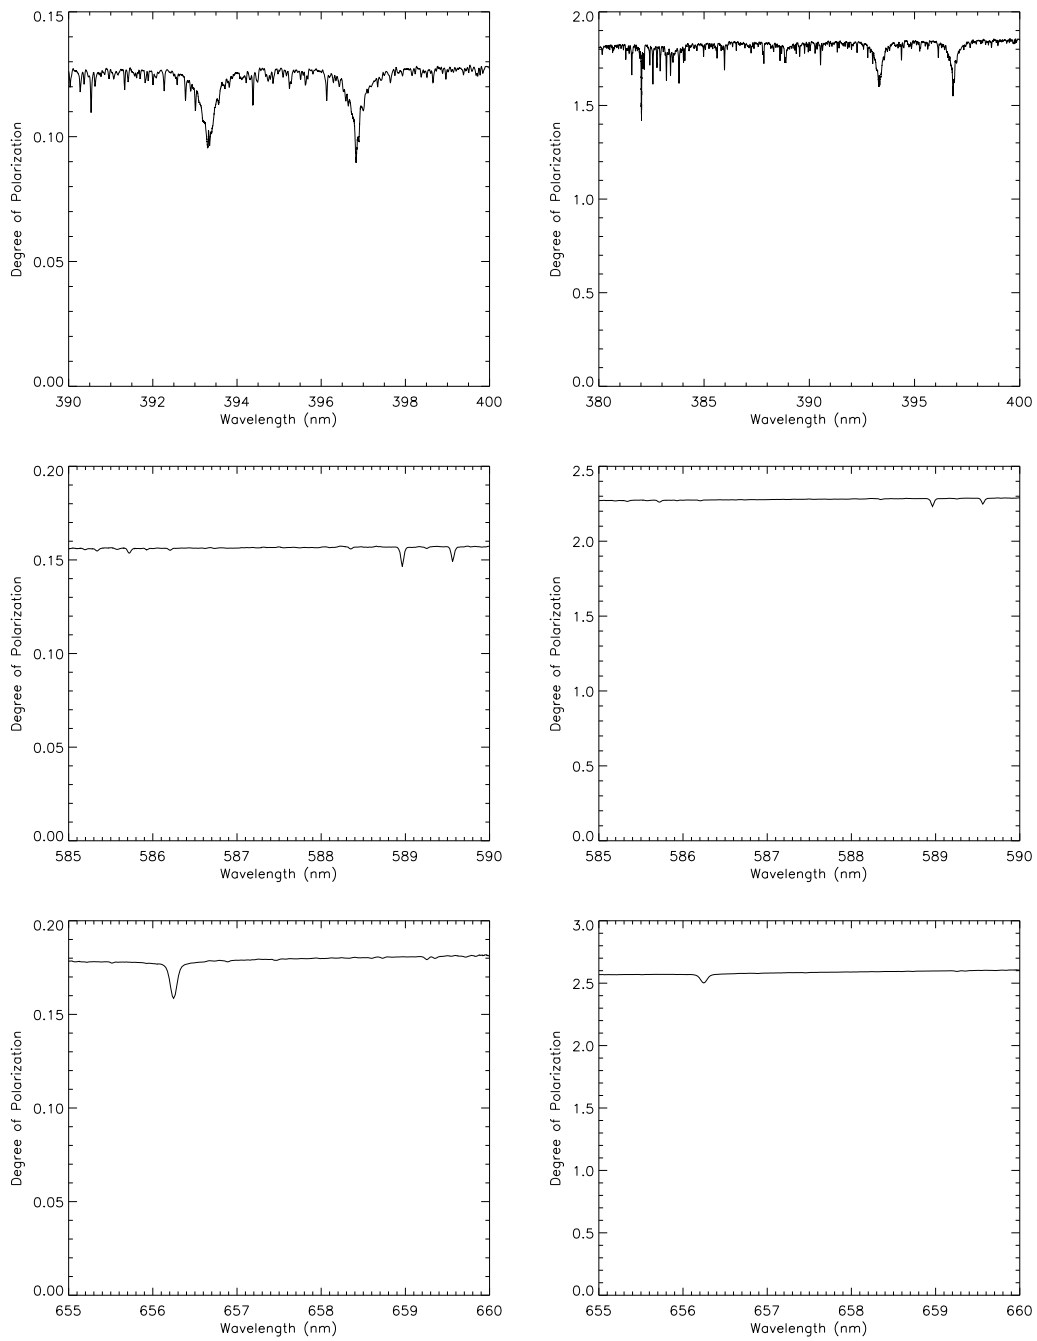 0.15
0.10
0.05
0.00
Degree of Polarization
390 392 394 396 398 400
Wavelength (nm)
2.0
1.5
1.0
0.5
0.0
Degree of Polarization
380 385 390 395 400
Wavelength (nm)
0.20
0.15
0.10
0.05
0.00
Degree of Polarization
585 586 587 588 589 590
Wavelength (nm)
2.5
2.0
1.5
1.0
0.5
0.0
Degree of Polarization
585 586 587 588 589 590
Wavelength (nm)
0.20
0.15
0.10
0.05
0.00
Degree of Polarization
655 656 657 658 659 660
Wavelength (nm)
3.0
2.5
2.0
1.5
1.0
0.5
0.0
Degree of Polarization
655 656 657 658 659 660
Wavelength (nm)